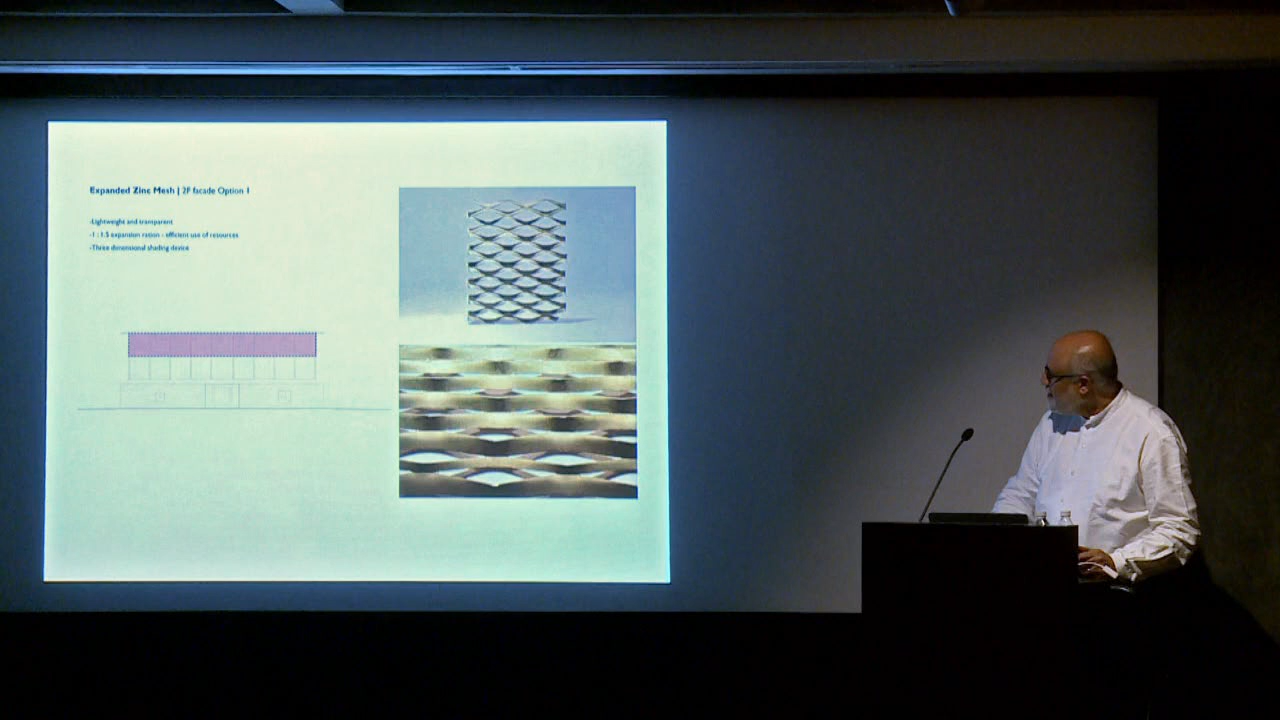 Expanded Zinc Mesh | 2F facade Option 1
-Lightweight and transparent
-1 : 1.5 expansion ration - efficient use of resources
-Three dimensional shading device